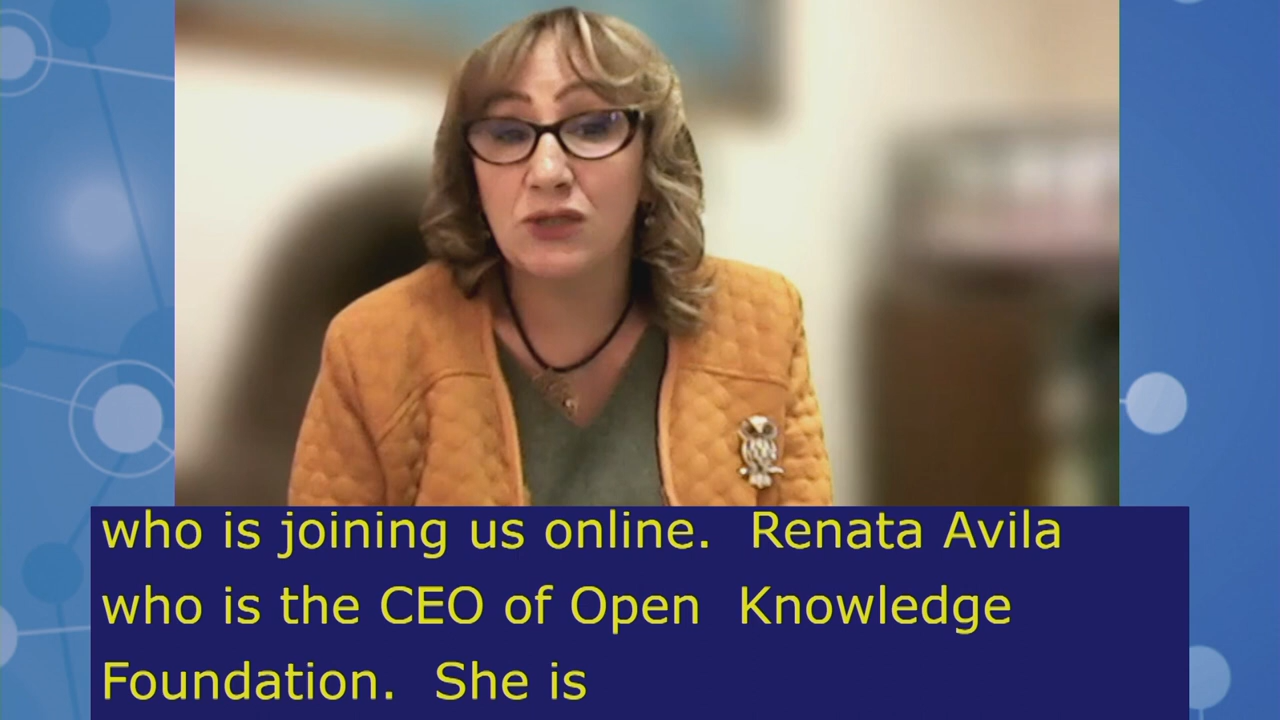 who is joining us online.  Renata Avila
who is the CEO of Open  Knowledge
Foundation.  She is